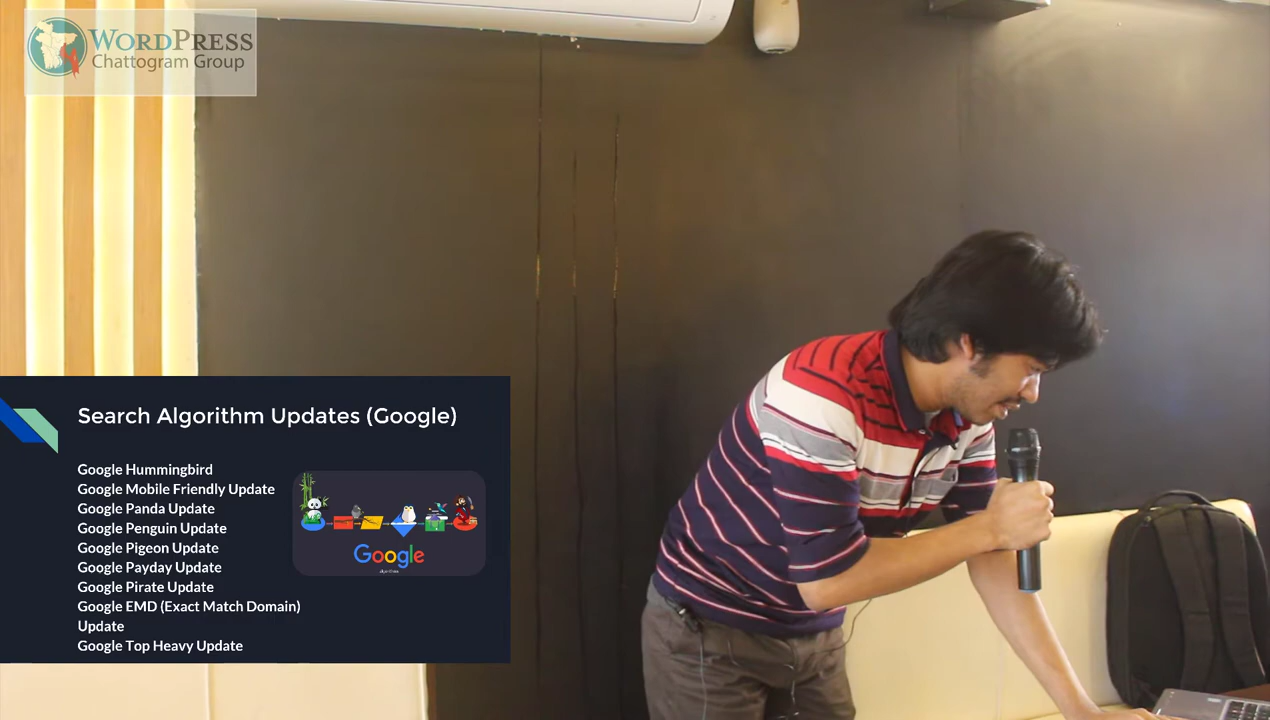 WORDPRESS
Chattogram Group
Search Algorithm Updates (Google)
Google Hummingbird
Google Mobile Friendly Update
Google Panda Update
Google Penguin Update
Google Pigeon Update
Google Payday Update
Google Pirate Update
Google EMD (Exact Match Domain)
Update
Google Top Heavy Update
Google